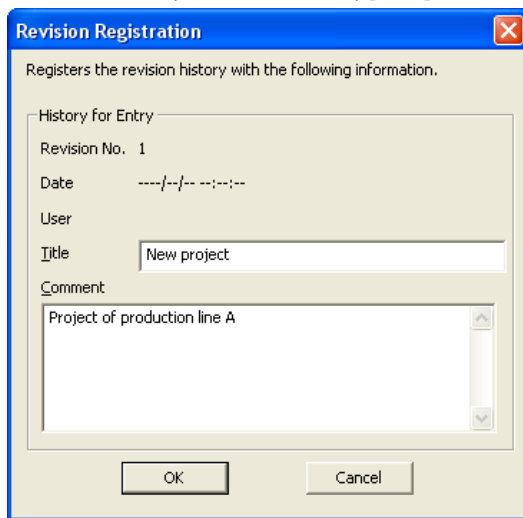 Revision Registration
Registers the revision history with the following information.
History for Entry
Revision No. 1
Date ----/--/-- --:--:--
User
Title New project
Comment
Project of production line A
OK Cancel